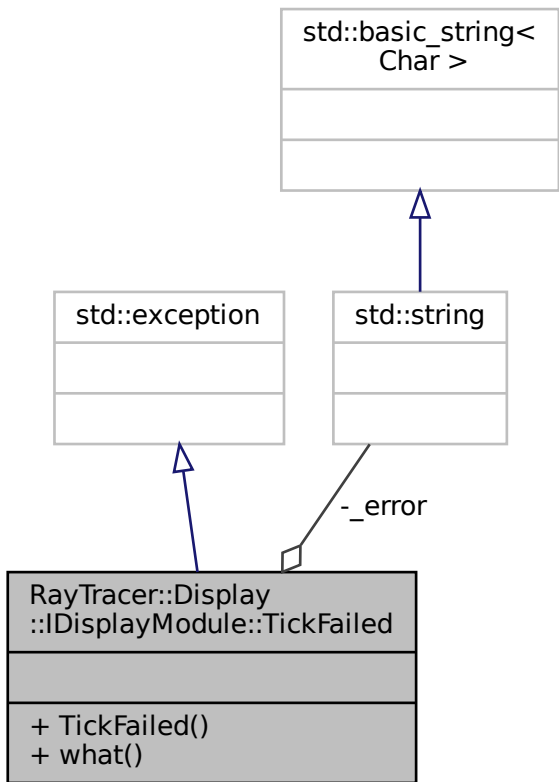 std::basic_string<
Char >
std::exception
std::string
-_error
RayTracer::Display
::IDisplayModule::TickFailed
+ TickFailed()
+ what()